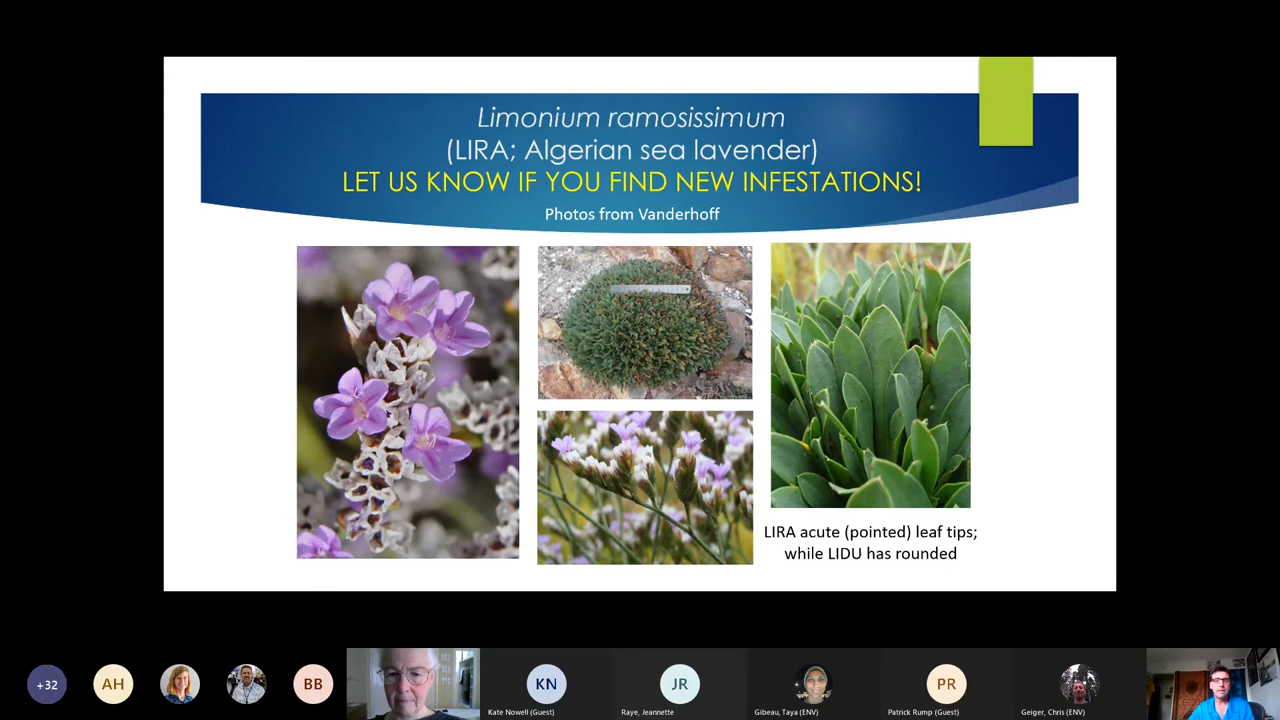 Limonium ramosissimum
(LIRA; Algerian sea lavender)
LET US KNOW IF YOU FIND NEW INFESTATIONS!
Photos from Vanderhoff
LIRA acute (pointed) leaf tips;
while LIDU has rounded
+32
AH
BB
KN
Kate Nowell (Guest)
JR
Raye, Jeannette
Gibeau, Taya (ENV)
PR
Patrick Rump (Guest)
Geiger, Chris (ENV)